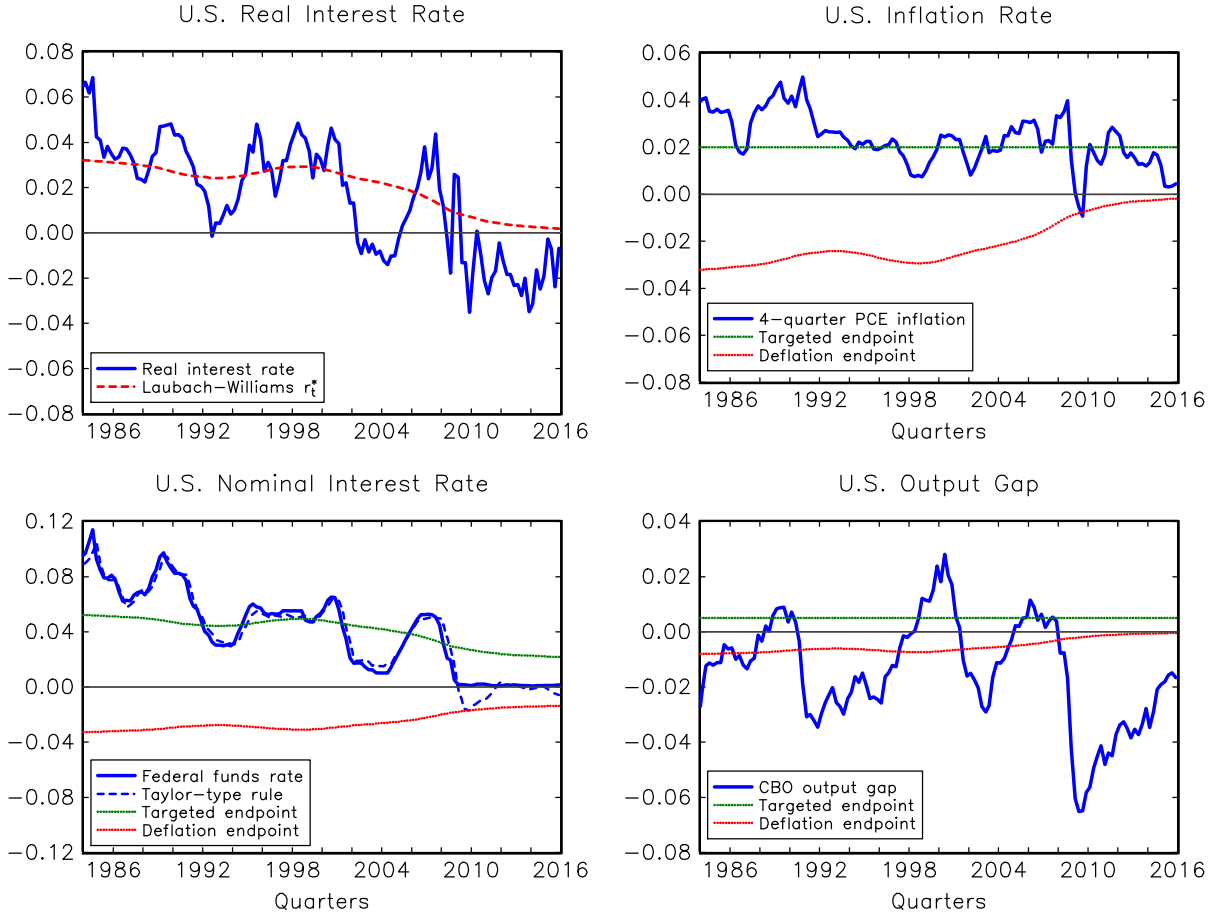 U.S. Real Interest Rate
0.08
0.06
0.04
0.02
0.00
−0.02
−0.04
−0.06
−0.08
Real interest rate
Laubach−Williams r*t
1986 1992 1998 2004 2010 2016
U.S. Inflation Rate
0.06
0.04
0.02
0.00
−0.02
−0.04
−0.06
−0.08
4−quarter PCE inflation
Targeted endpoint
Deflation endpoint
1986 1992 1998 2004 2010 2016
Quarters
U.S. Nominal Interest Rate
0.12
0.08
0.04
0.00
−0.04
−0.08
−0.12
Federal funds rate
Taylor−type rule
Targeted endpoint
Deflation endpoint
1986 1992 1998 2004 2010 2016
Quarters
U.S. Output Gap
0.04
0.02
0.00
−0.02
−0.04
−0.06
−0.08
CBO output gap
Targeted endpoint
Deflation endpoint
1986 1992 1998 2004 2010 2016
Quarters